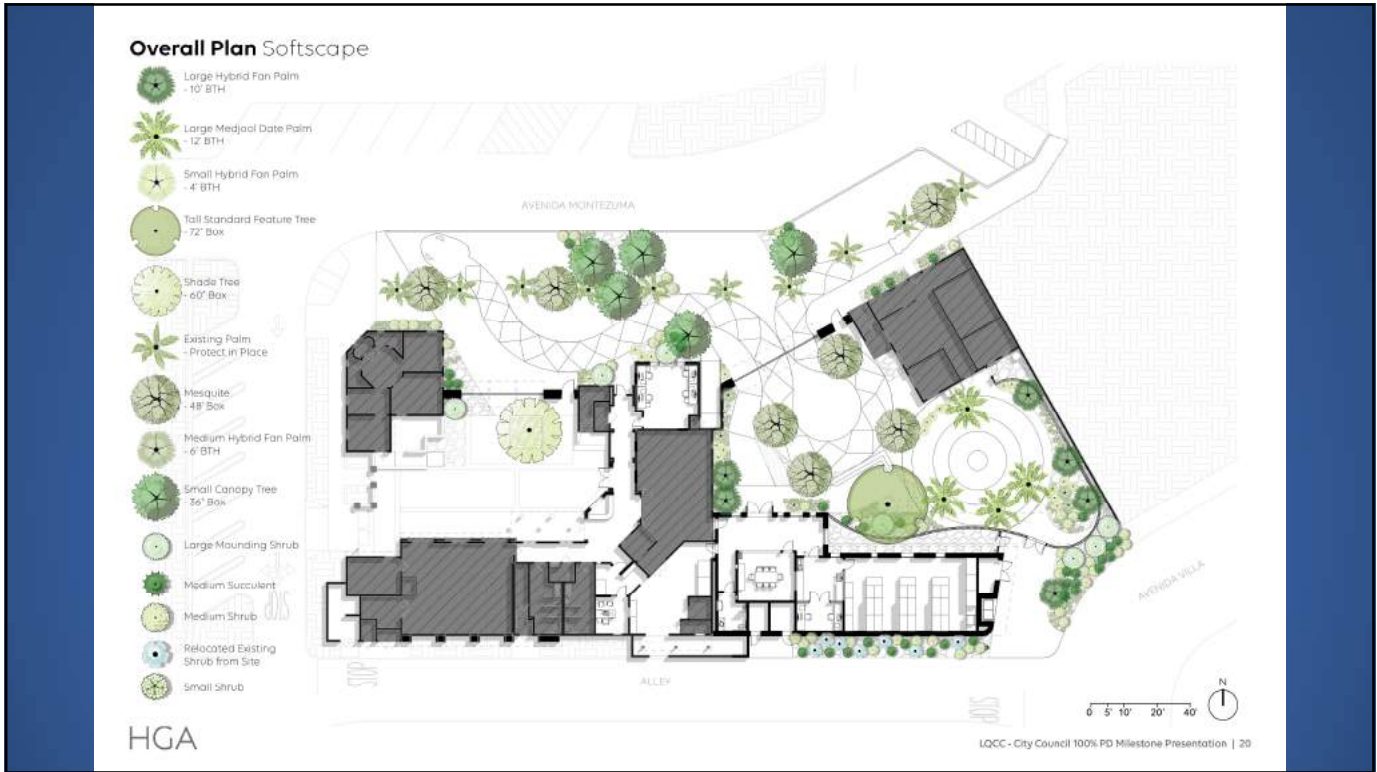 Overall Plan Softscape
Large Hybrid Fan Palm
- 10' BTH
Large Medjool Date Palm
- 12' BTH
Small Hybrid Fan Palm
- 4' BTH
Tall Standard Feature Tree
- 72" Box
Shade Tree
- 60" Box
Existing Palm
- Protect in Place
Mesquite
- 48" Box
Medium Hybrid Fan Palm
- 6' BTH
Small Canopy Tree
- 36" Box
Large Mounding Shrub
Medium Succulent
Medium Shrub
Relocated Existing
Shrub from Site
Small Shrub
AVENIDA MONTEZUMA
AVENIDA VILLA
STOP
STOP
ALLEY
STOP
N
0 5' 10' 20' 40'
HGA
LQCC - City Council 100% PD Milestone Presentation | 20